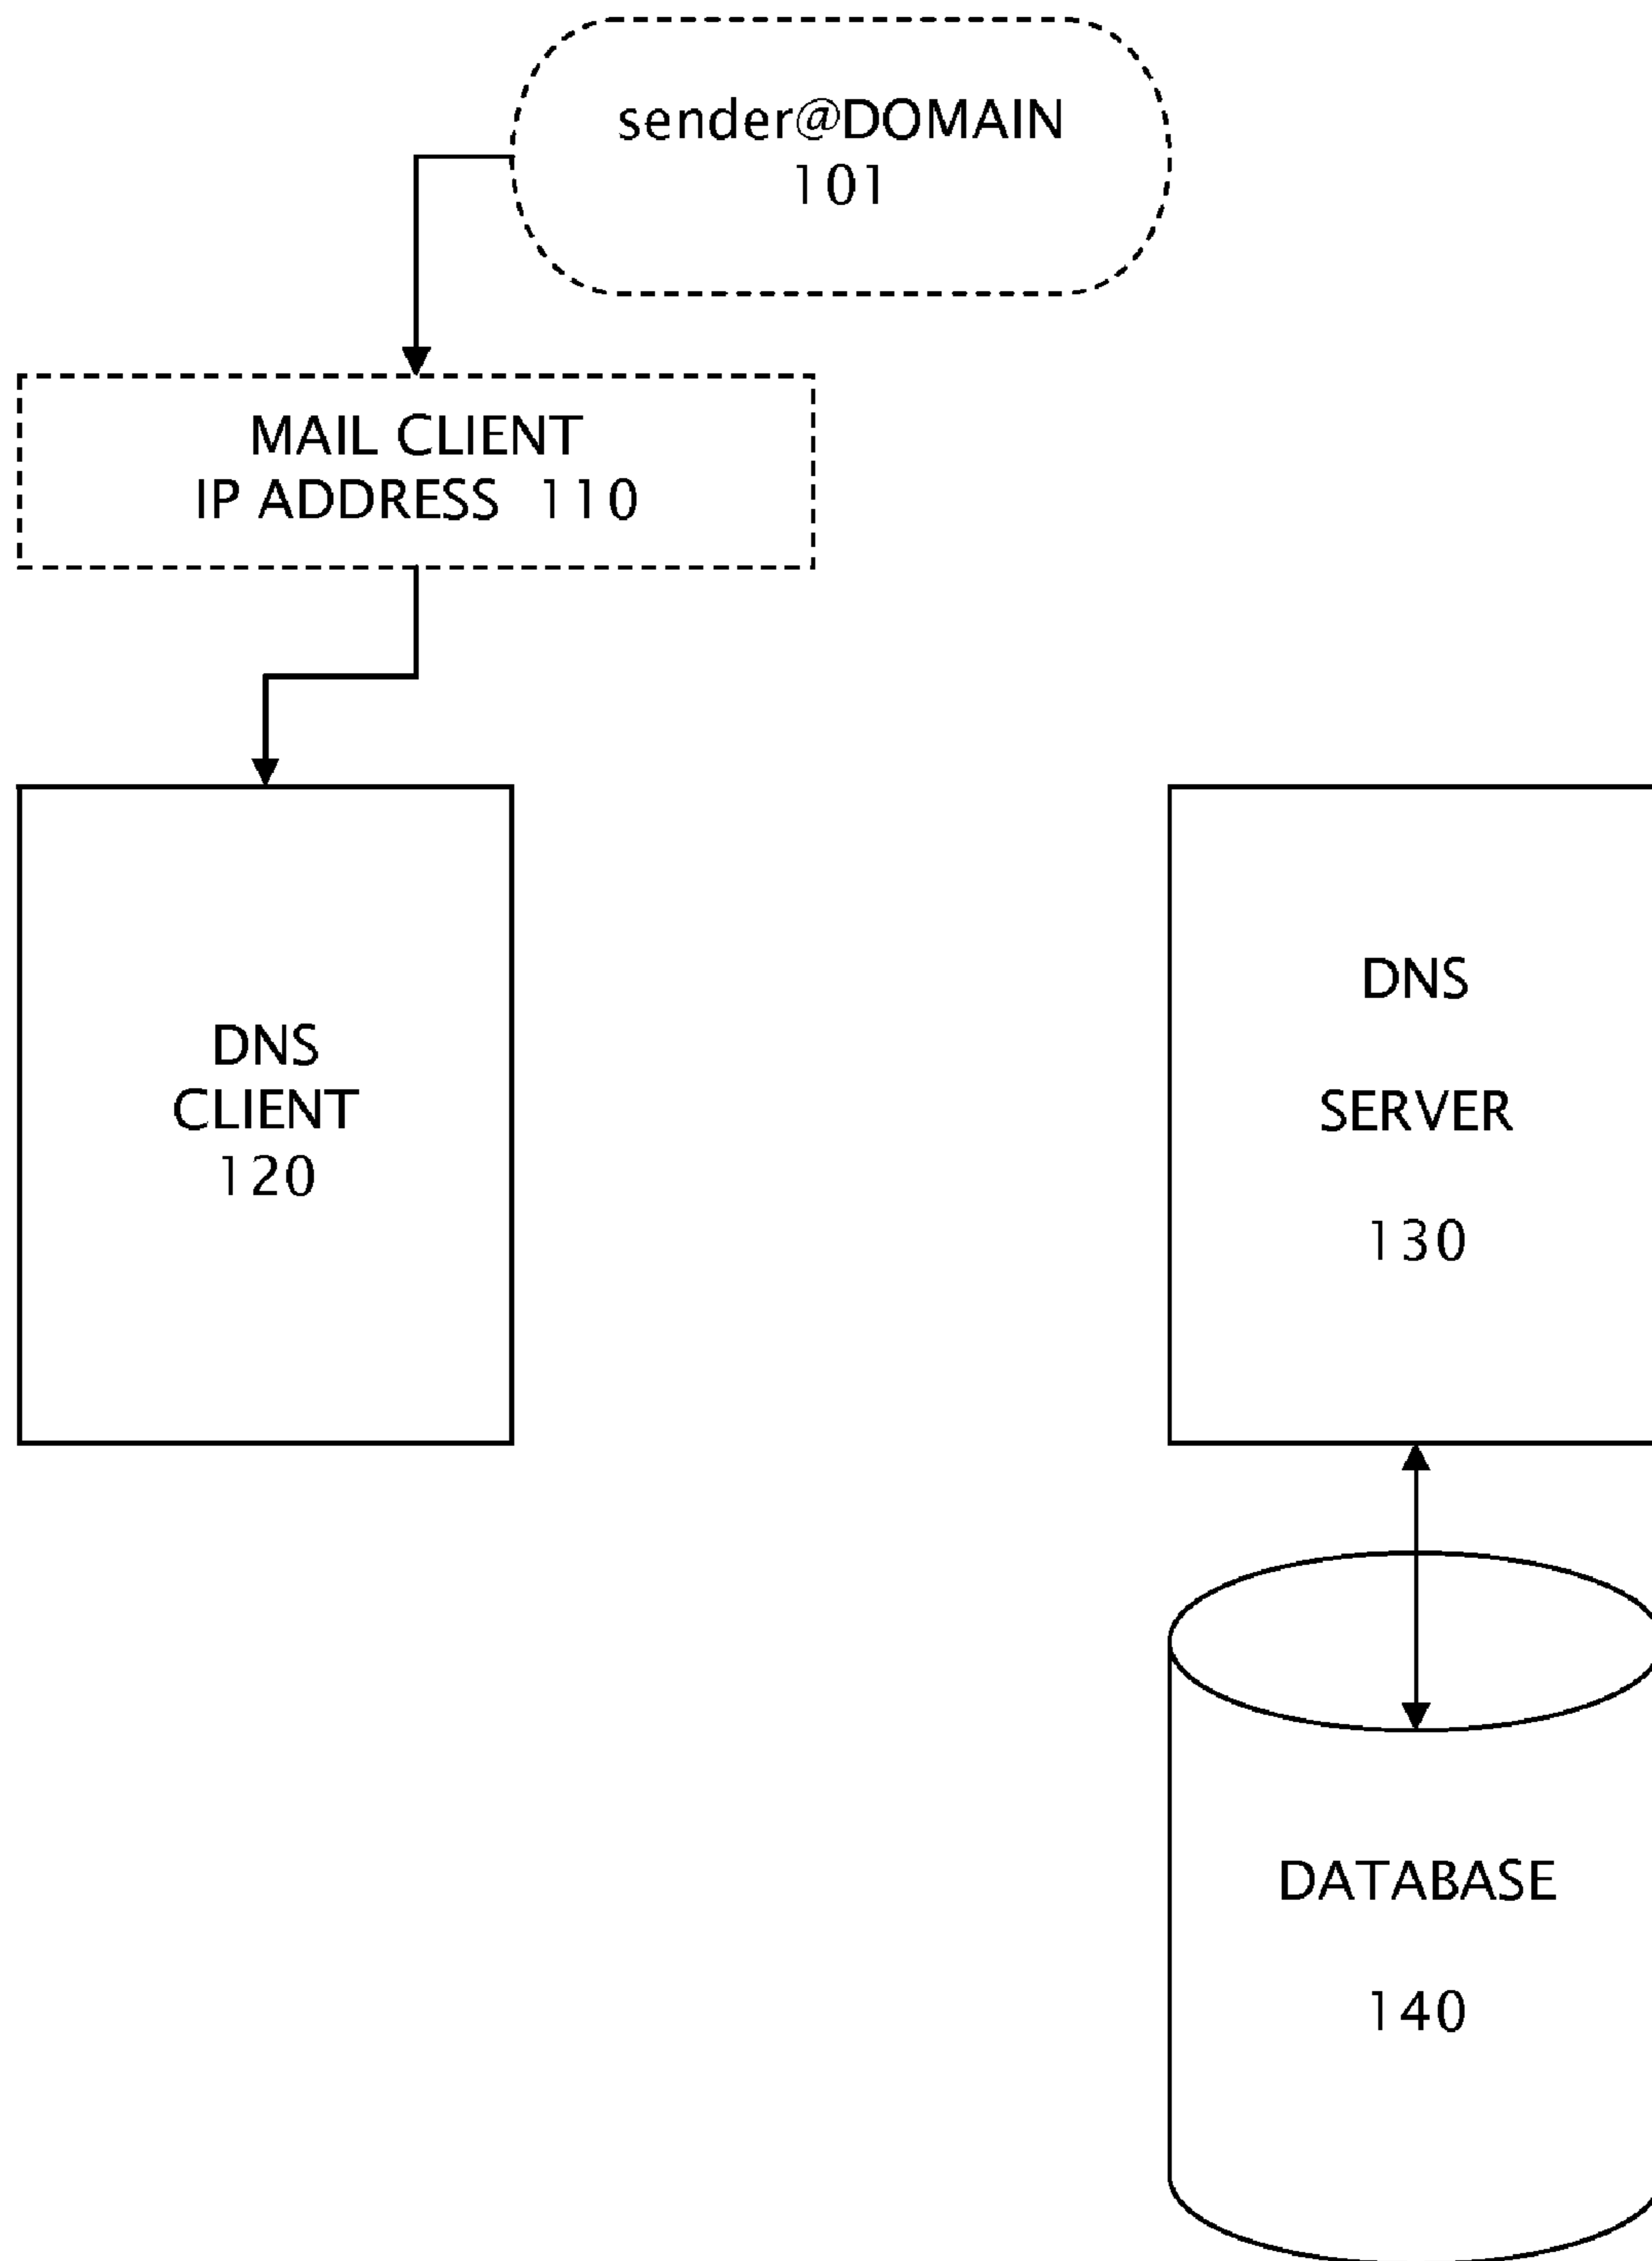 sender@DOMAIN
101
MAIL CLIENT
IP ADDRESS 110
DNS
CLIENT
120
DNS
SERVER
130
DATABASE
140